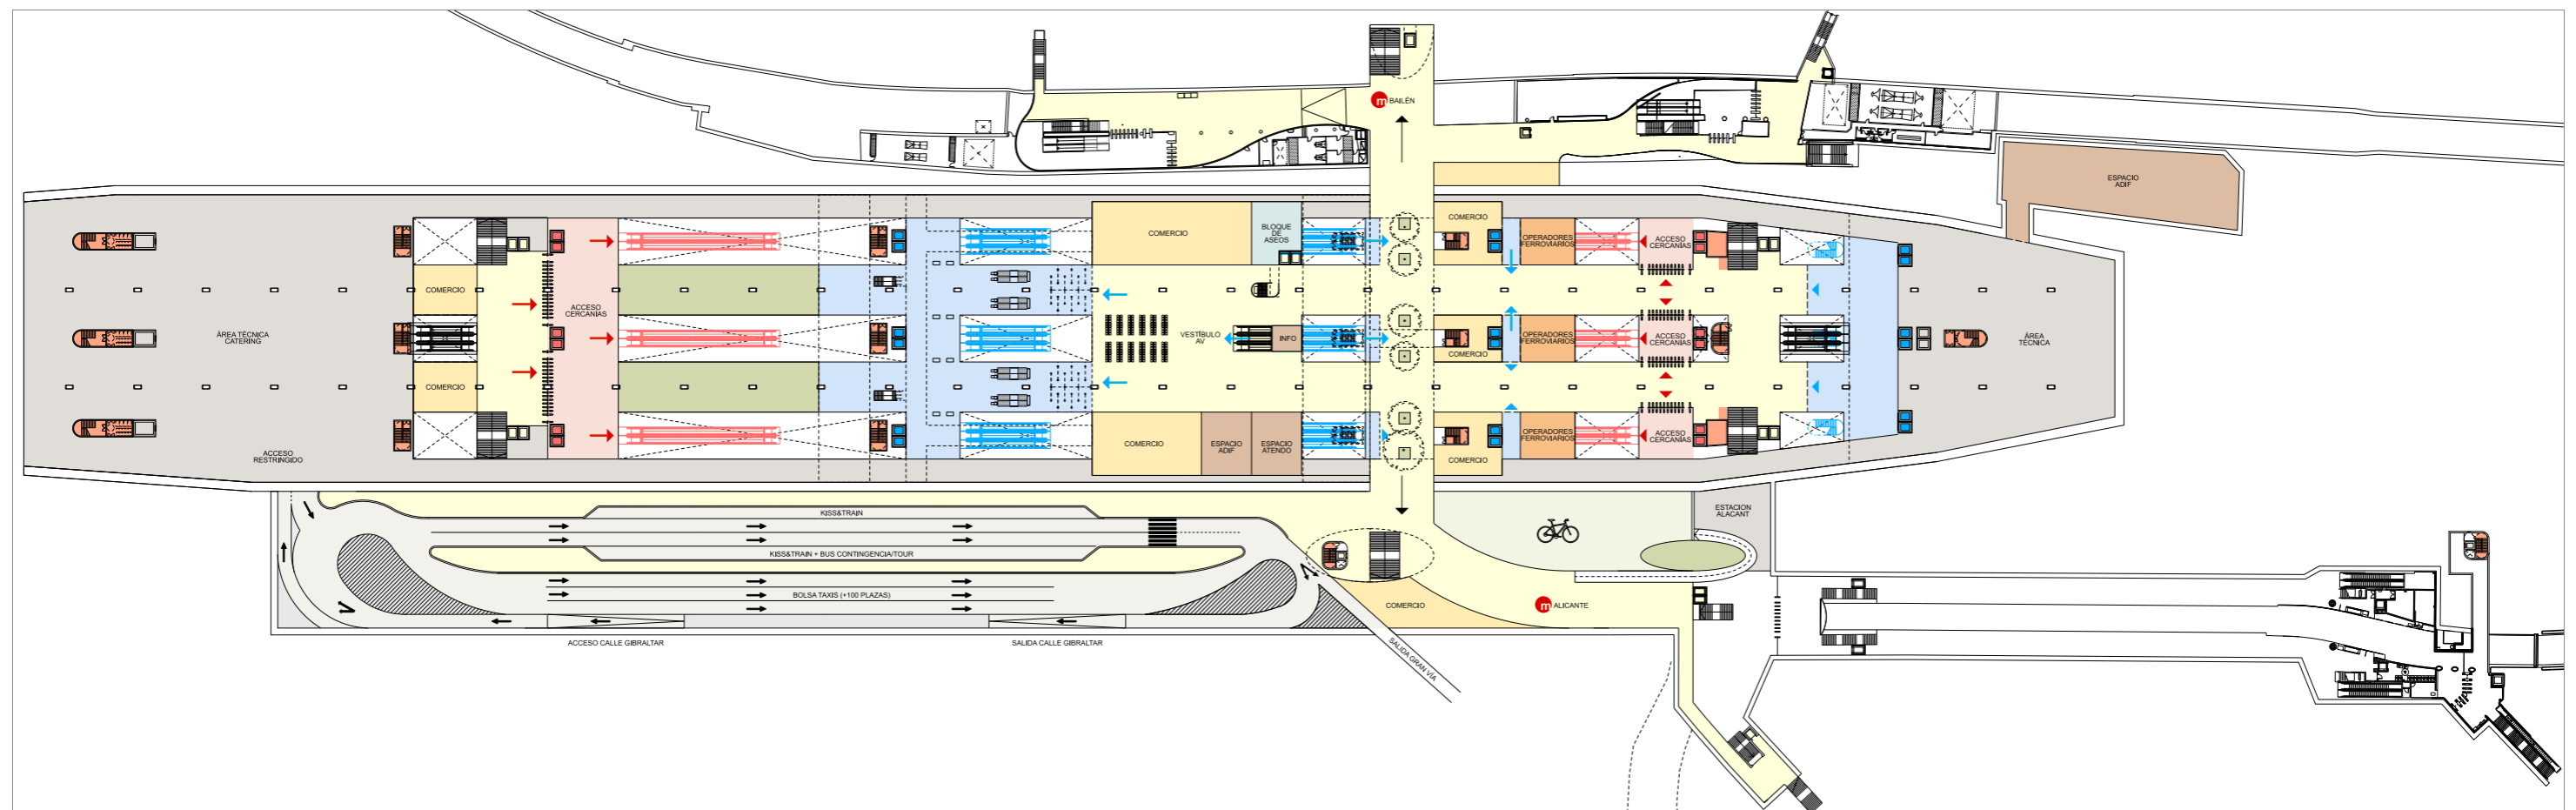 m BAILÉN
ESPACIO
ADIF
COMERCIO
BLOQUE
DE
ASEOS
COMERCIO
OPERADORES
FERROVIARIOS
ACCESO
CERCANÍAS
COMERCIO
ACCESO
CERCANÍAS
ÁREA TÉCNICA
CATERING
VESTÍBULO
AV
INFO
COMERCIO
OPERADORES
FERROVIARIOS
ACCESO
CERCANÍAS
ÁREA
TÉCNICA
COMERCIO
ACCESO
RESTRINGIDO
COMERCIO
ESPACIO
ADIF
ESPACIO
ATENDO
COMERCIO
OPERADORES
FERROVIARIOS
ACCESO
CERCANÍAS
KISS&TRAIN
ESTACION
ALACANT
KISS&TRAIN + BUS CONTINGENCIA/TOUR
BOLSA TAXIS (+100 PLAZAS)
COMERCIO
m ALICANTE
ACCESO CALLE GIBRALTAR
SALIDA CALLE GIBRALTAR
SALIDA GRAN VÍA